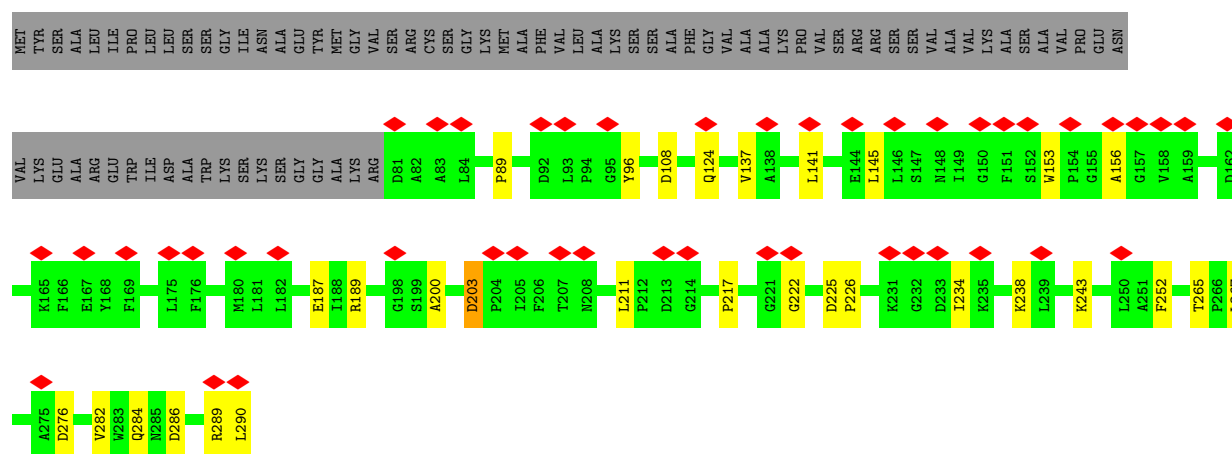 MET TYR SER ALA LEU ILE PRO LEU LEU SER SER GLY ILE ASN ALA GLU TYR MET GLY VAL SER ARG CYS SER GLY LYS MET ALA PHE VAL LEU ALA LYS SER SER ALA PHE GLY VAL ALA ALA LYS PRO VAL SER ARG ARG SER SER VAL ALA VAL LYS ALA SER ALA VAL PRO GLU ASN
VAL LYS GLU ALA ARG GLU TRP ILE ASP ALA TRP LYS SER LYS SER GLY GLY ALA LYS ARG D81 A82 A83 L84 P89 D92 L93 P94 G95 Y96 D108 Q124 V137 A138 L141 E144 L145 L146 S147 N148 I149 G150 F151 S152 W153 P154 G155 A156 G157 V158 A159 D162
K165 F166 E167 Y168 F169 L175 F176 M180 L181 L182 E187 I188 R189 G198 S199 A200 D203 P204 I205 F206 T207 N208 L211 P212 D213 G214 P217 G221 G222 D225 P226 K231 G232 D233 I234 K235 K238 L239 K243 L250 A251 F252 T265 P266
A275 D276 V282 W283 Q284 N285 D286 R289 L290